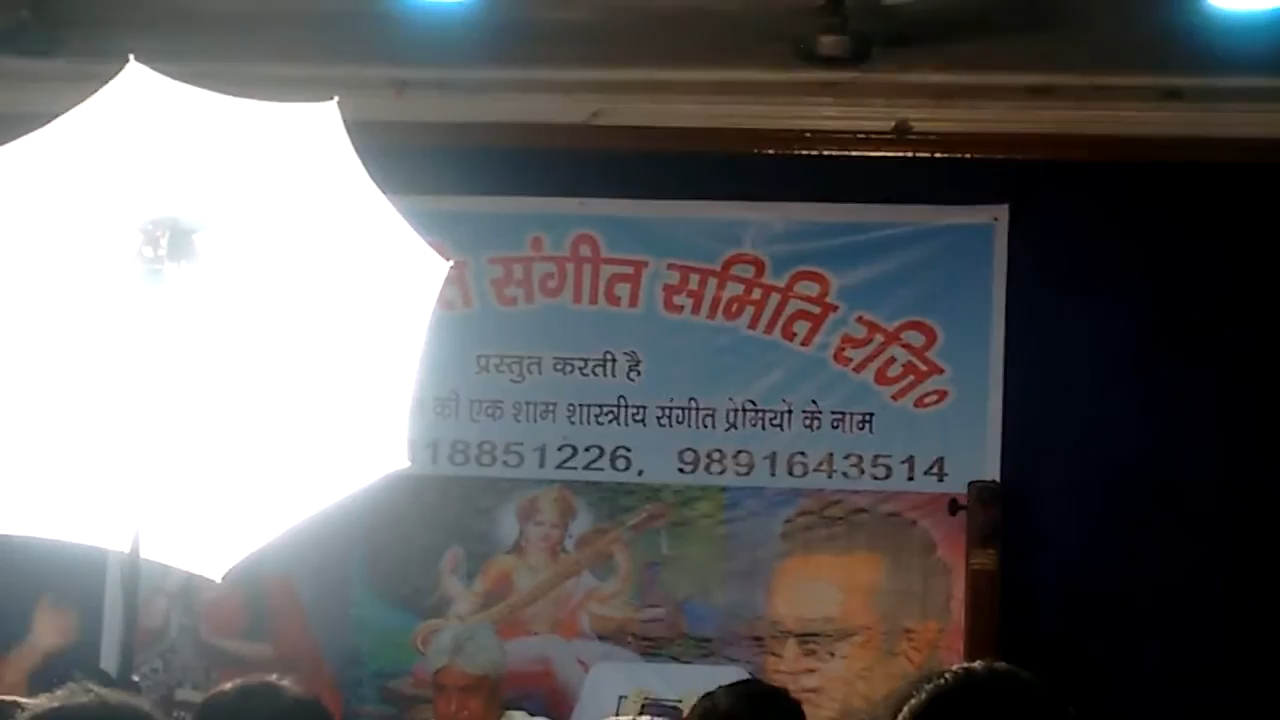 संगीत समिति रजि०
प्रस्तुत करती है
की एक शाम शास्त्रीय संगीत प्रेमियों के नाम
18851226, 9891643514